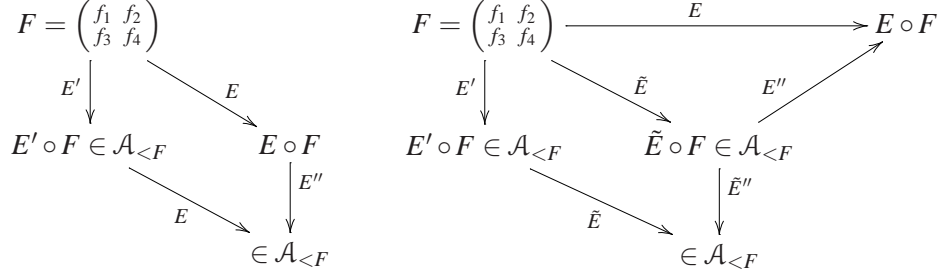 F = ( f₁ f₂ ; f₃ f₄ )
E′
E
E′ ∘ F ∈ 𝒜<F
E ∘ F
E
E″
∈ 𝒜<F
F = ( f₁ f₂ ; f₃ f₄ )
E
E ∘ F
E′
Ẽ
E″
E′ ∘ F ∈ 𝒜<F
Ẽ ∘ F ∈ 𝒜<F
Ẽ
Ẽ″
∈ 𝒜<F